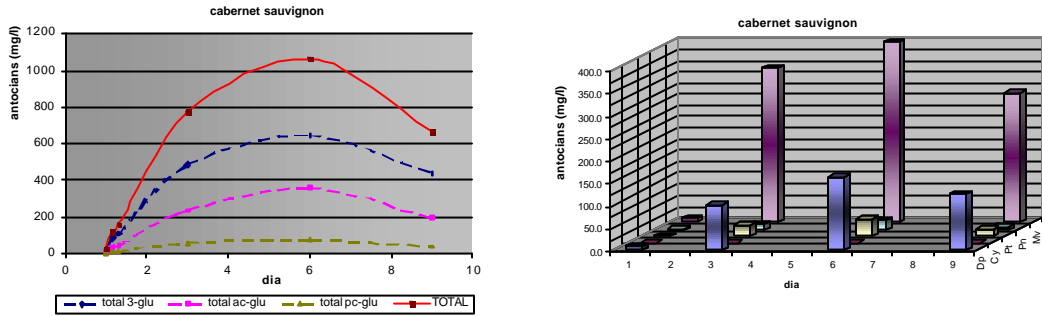 cabernet sauvignon
antocians (mg/l)
1200
1000
800
600
400
200
0
0 2 4 6 8 10
dia
total 3-glu total ac-glu total pc-glu TOTAL
cabernet sauvignon
antocians (mg/l)
400.0
350.0
300.0
250.0
200.0
150.0
100.0
50.0
0.0
1 2 3 4 5 6 7 8 9
dia
Dp
Cy
Pt
Pn
Mv